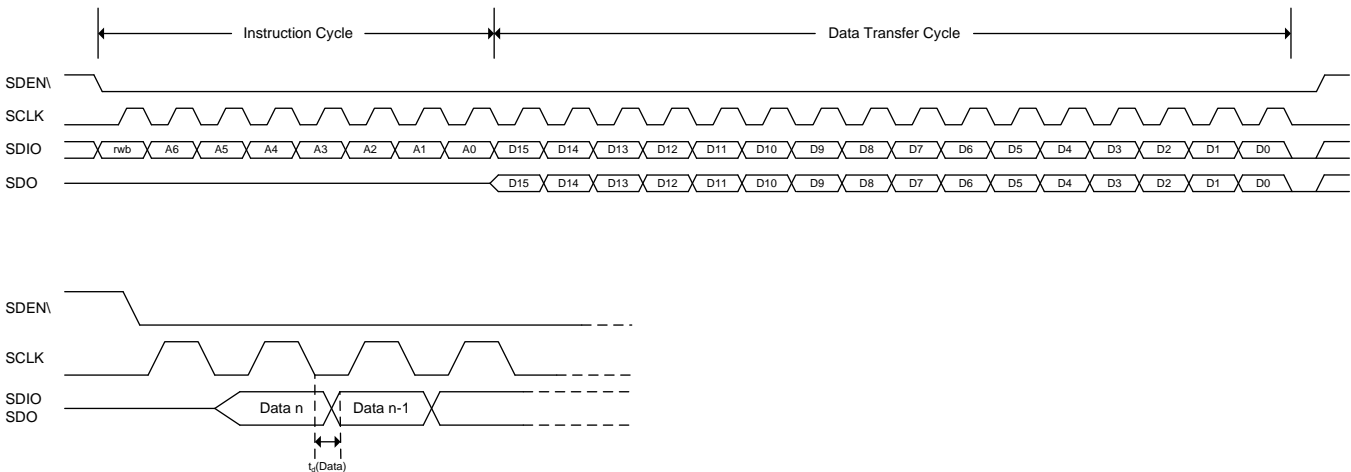 Instruction Cycle Data Transfer Cycle
SDEN\
SCLK
SDIO rwb A6 A5 A4 A3 A2 A1 A0 D15 D14 D13 D12 D11 D10 D9 D8 D7 D6 D5 D4 D3 D2 D1 D0
SDO D15 D14 D13 D12 D11 D10 D9 D8 D7 D6 D5 D4 D3 D2 D1 D0
SDEN\
SCLK
SDIO
SDO
Data n Data n-1
td(Data)